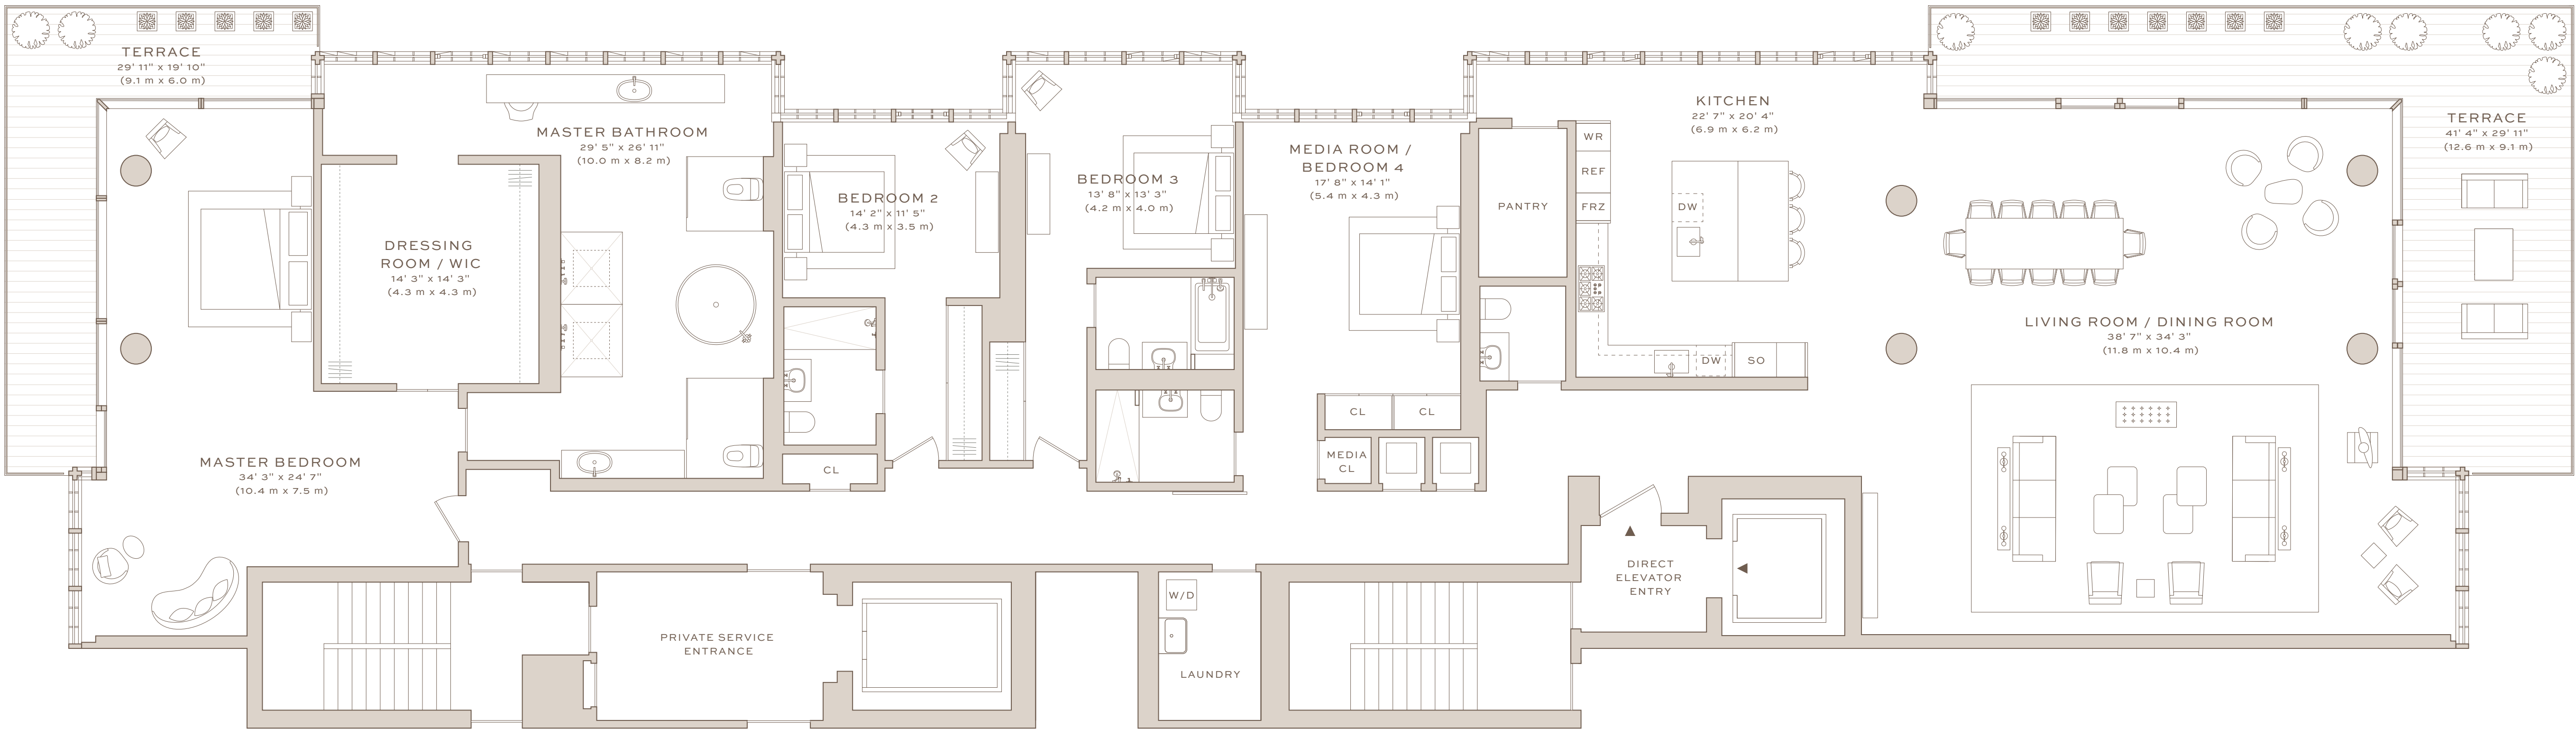 TERRACE
29' 11" x 19' 10"
(9.1 m x 6.0 m)
MASTER BATHROOM
29' 5" x 26' 11"
(10.0 m x 8.2 m)
DRESSING
ROOM / WIC
14' 3" x 14' 3"
(4.3 m x 4.3 m)
MASTER BEDROOM
34' 3" x 24' 7"
(10.4 m x 7.5 m)
BEDROOM 2
14' 2" x 11' 5"
(4.3 m x 3.5 m)
CL
BEDROOM 3
13' 8" x 13' 3"
(4.2 m x 4.0 m)
MEDIA ROOM /
BEDROOM 4
17' 8" x 14' 1"
(5.4 m x 4.3 m)
CL
CL
MEDIA
CL
PANTRY
KITCHEN
22' 7" x 20' 4"
(6.9 m x 6.2 m)
WR
REF
FRZ
DW
DW
SO
LIVING ROOM / DINING ROOM
38' 7" x 34' 3"
(11.8 m x 10.4 m)
TERRACE
41' 4" x 29' 11"
(12.6 m x 9.1 m)
DIRECT
ELEVATOR
ENTRY
PRIVATE SERVICE
ENTRANCE
W/D
LAUNDRY